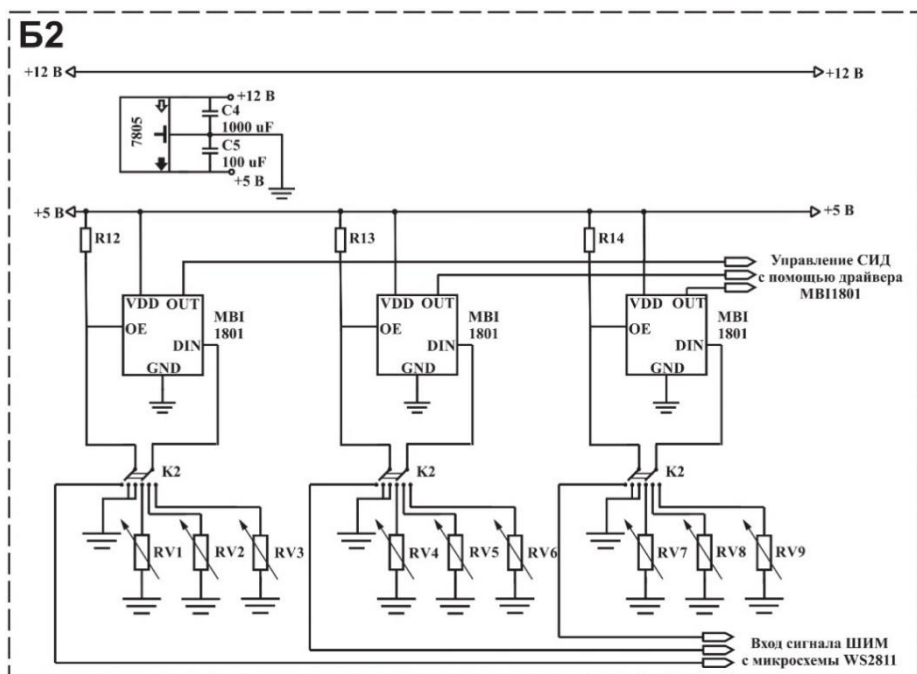 Б2
+12 В
+12 В
7805
+12 В
C4
1000 uF
C5
100 uF
+5 В
+5 В
+5 В
R12
R13
R14
Управление СИД
с помощью драйвера
MBI1801
VDD OUT
MBI
1801
OE
DIN
GND
VDD OUT
MBI
1801
OE
DIN
GND
VDD OUT
MBI
1801
OE
DIN
GND
K2
K2
K2
RV1
RV2
RV3
RV4
RV5
RV6
RV7
RV8
RV9
Вход сигнала ШИМ
с микросхемы WS2811